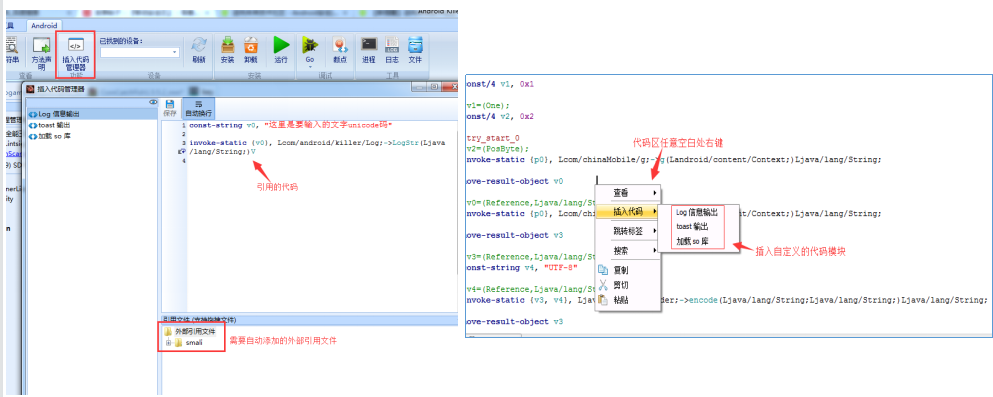 Android
方法声明
插入代码管理器
已找到的设备:
刷新
安装
卸载
运行
Go
断点
进程
日志
文件
查看
功能
设备
安装
调试
工具
插入代码管理器
Log 信息输出
toast 输出
加载 so 库
保存
自动换行
1 const-string v0, "这里是要输入的文字unicode码"
2
3 invoke-static {v0}, Lcom/android/killer/Log;->LogStr(Ljava
/lang/String;)V
4
引用的代码
引用文件 (支持拖拽文件)
外部引用文件
smali
需要自动添加的外部引用文件
onst/4 v1, 0x1
v1=(One);
onst/4 v2, 0x2
try_start_0
v2=(PosByte);
nvoke-static {p0}, Lcom/chinaMobile/g;->g(Landroid/content/Context;)Ljava/lang/String;
代码区任意空白处右键
ove-result-object v0
v0=(Reference,Ljava/lang/St
nvoke-static {p0}, Lcom/chi
it/Context;)Ljava/lang/String;
ove-result-object v3
v3=(Reference,Ljava/lang/St
onst-string v4, "UTF-8"
v4=(Reference,Ljava/lang/St
nvoke-static {v3, v4}, Ljav
der;->encode(Ljava/lang/String;Ljava/lang/String;)Ljava/lang/String;
ove-result-object v3
查看
插入代码
跳转标签
搜索
复制
剪切
粘贴
Log 信息输出
toast 输出
加载 so 库
插入自定义的代码模块